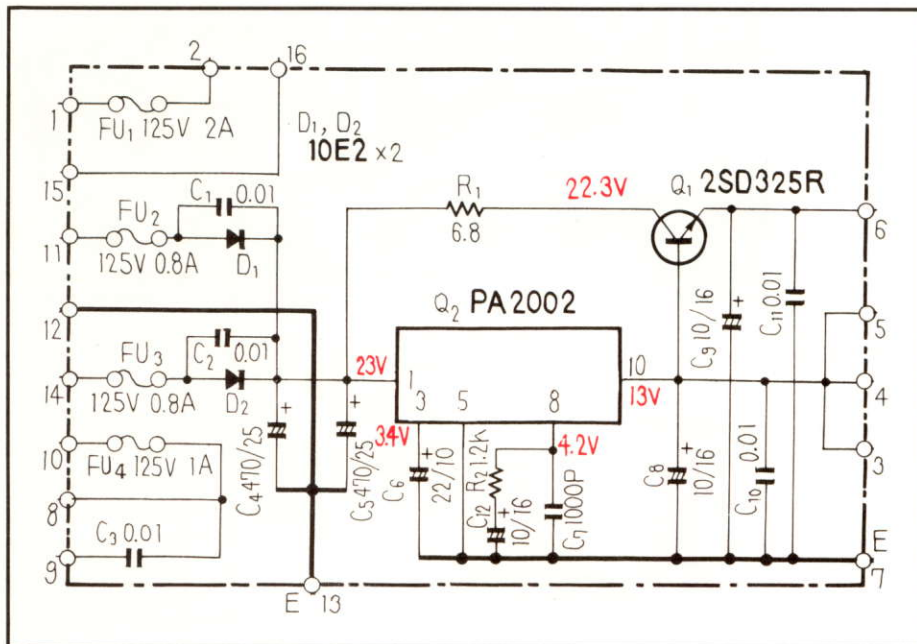 2 16
1
FU₁ 125V 2A
D₁, D₂
10E2 ×2
15
C₁ 0.01
FU₂
11
125V 0.8A
D₁
R₁
6.8
22.3V
Q₁ 2SD325R
6
12
C₂ 0.01
FU₃
14
125V 0.8A
D₂
23V
Q₂ PA2002
1
3 5 8
10
13V
3.4V
4.2V
C₉ 10/16 +
C₁₁ 0.01
5
4
3
10
FU₄ 125V 1A
8
C₃ 0.01
9
+
C₄ 470/25
+
C₅ 470/25
C₆
+
22/10
R₂ 1.2K
C₁₂
+
10/16
C₇ 1000P
C₈
+
10/16
C₁₀ 0.01
E
7
E 13